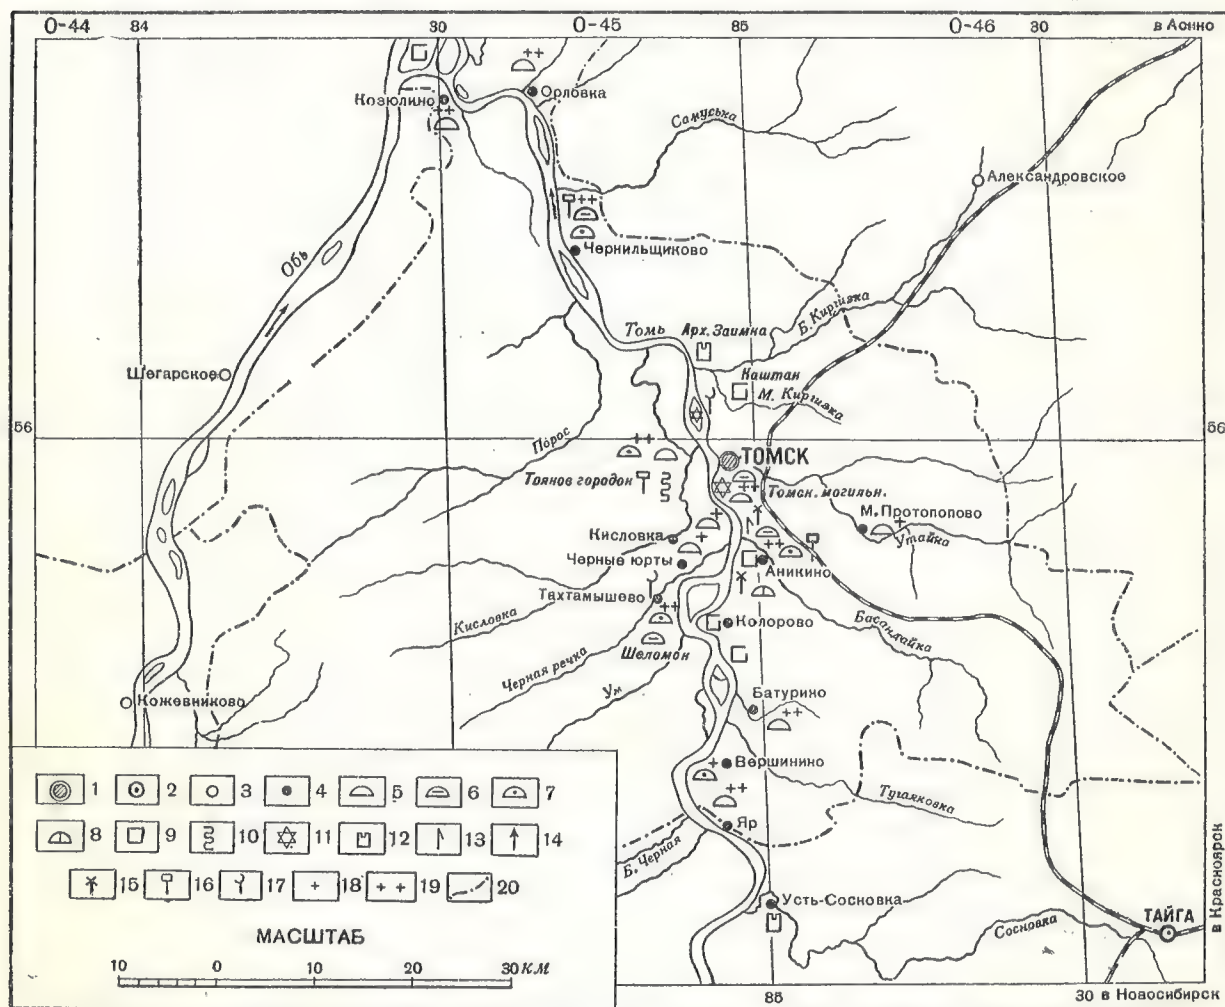 О-44 84 30 О-45 85 О-46 30 в Асино
Козюлино
Орловка
Самуська
Александровское
Обь
Чернильщиково
Томь
Арх. Заимка
Б. Киргизка
Шегарское
Каштан
М. Киргизка
56 56
Порос
ТОМСК
Тоянов городок
Томск. могильн.
М. Протопопово
Кисловка
Ушайка
Черные юрты
Аникино
Тахтамышево
Кисловка
Колорово
Басандайка
Шеломок
Черная речка
Ум
Кожевниково
Батурино
Вершинино
Тугаяковка
Яр
Б. Черная
Усть-Сосновка
Сосновка
ТАЙГА
в Красноярск
1 2 3 4 5 6 7
8 9 10 11 12 13 14
15 16 17 18 19 20
МАСШТАБ
10 0 10 20 30 КМ
85 30 в Новосибирск